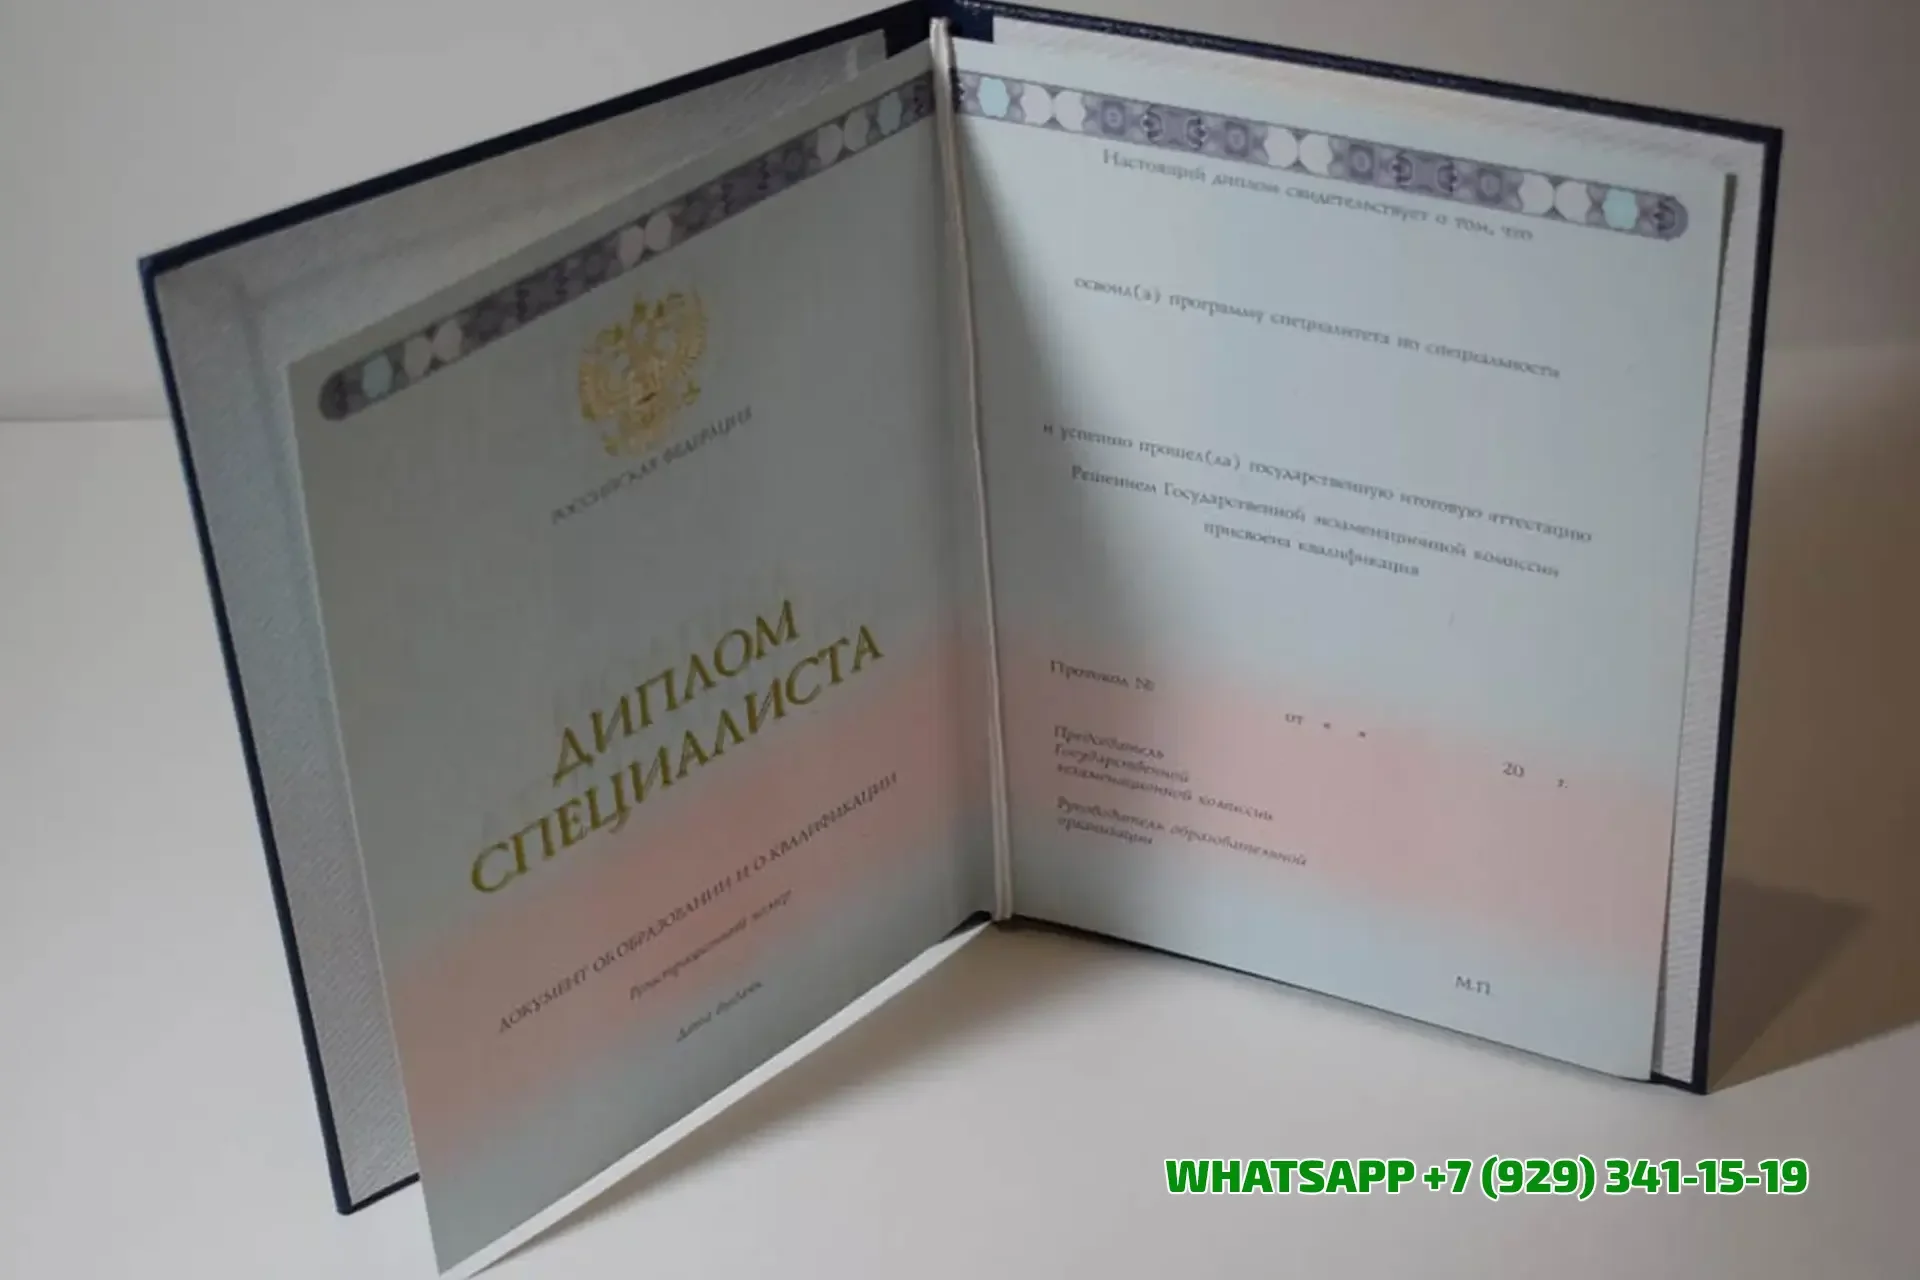 РОССИЙСКАЯ ФЕДЕРАЦИЯ
ДИПЛОМ
СПЕЦИАЛИСТА
ДОКУМЕНТ ОБ ОБРАЗОВАНИИ И О КВАЛИФИКАЦИИ
Регистрационный номер
Дата выдачи
Настоящий диплом свидетельствует о том, что
освоил(а) программу специалитета по специальности
и успешно прошел(ла) государственную итоговую аттестацию
Решением Государственной экзаменационной комиссии
присвоена квалификация
Протокол №
от « »
20 г.
Председатель
Государственной
экзаменационной комиссии
Руководитель образовательной
организации
М.П.
WHATSAPP +7 (929) 341-15-19